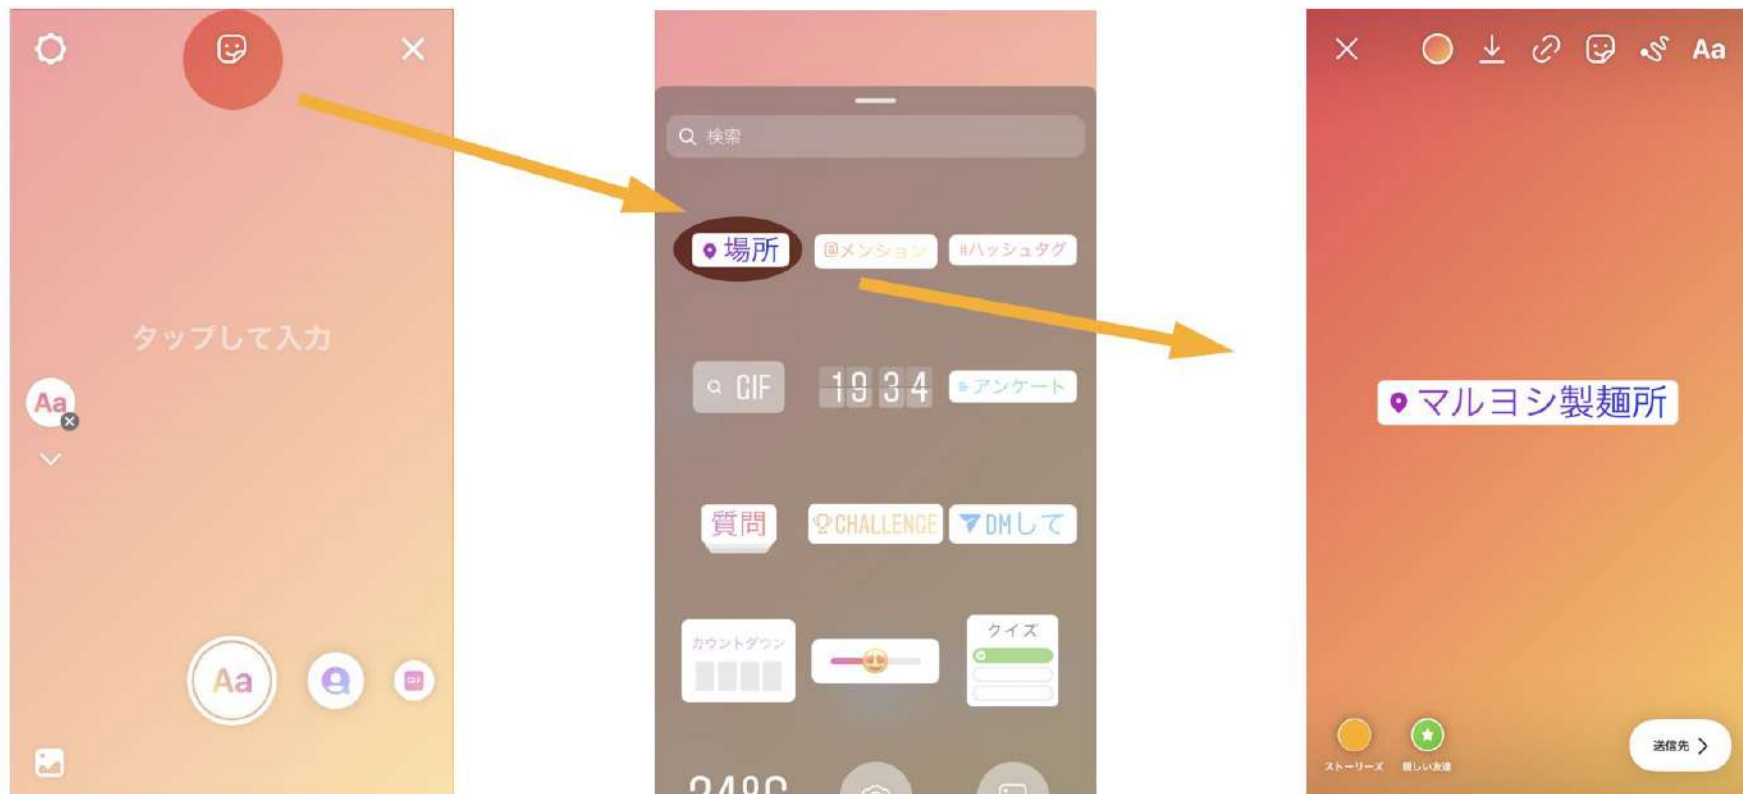 タップして入力
Aa
Aa
GIF
検索
場所
@メンション
#ハッシュタグ
GIF
19 34
アンケート
質問
CHALLENGE
DMして
カウントダウン
クイズ
24°C
Aa
マルヨシ製麺所
ストーリーズ
親しい友達
送信先